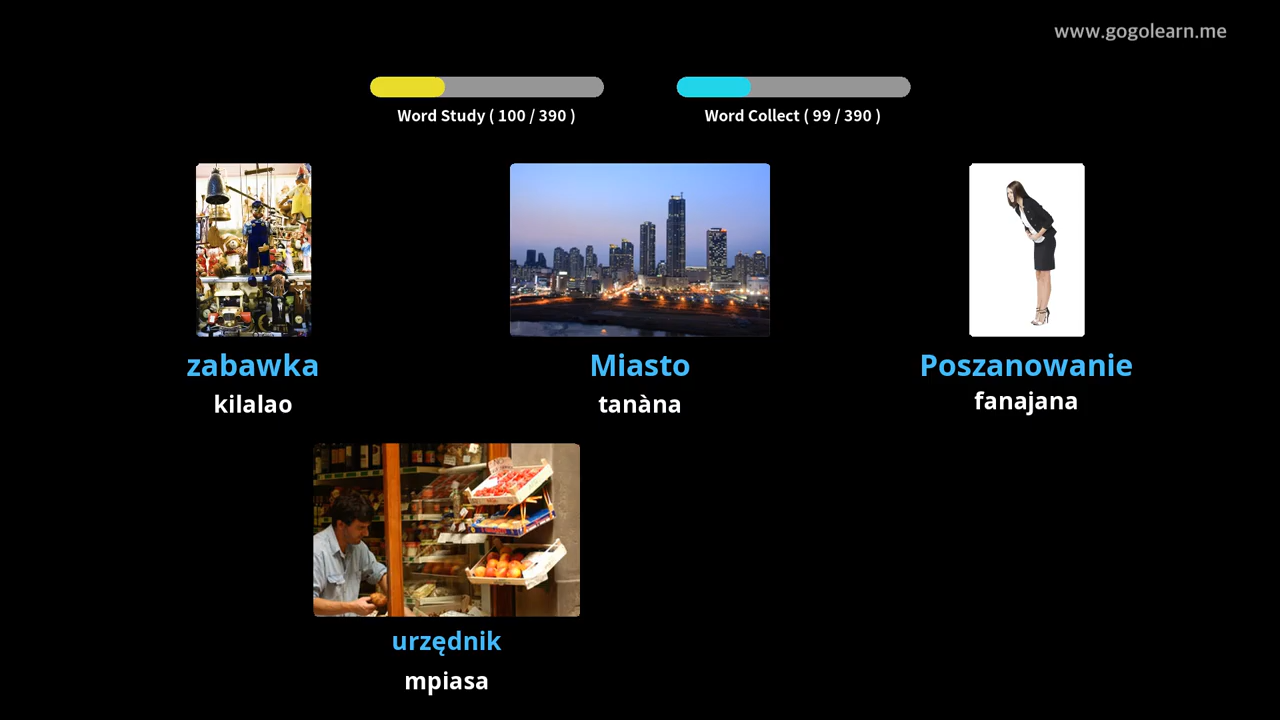 www.gogolearn.me
Word Study ( 100 / 390 )
Word Collect ( 99 / 390 )
zabawka
kilalao
Miasto
tanàna
Poszanowanie
fanajana
urzędnik
mpiasa